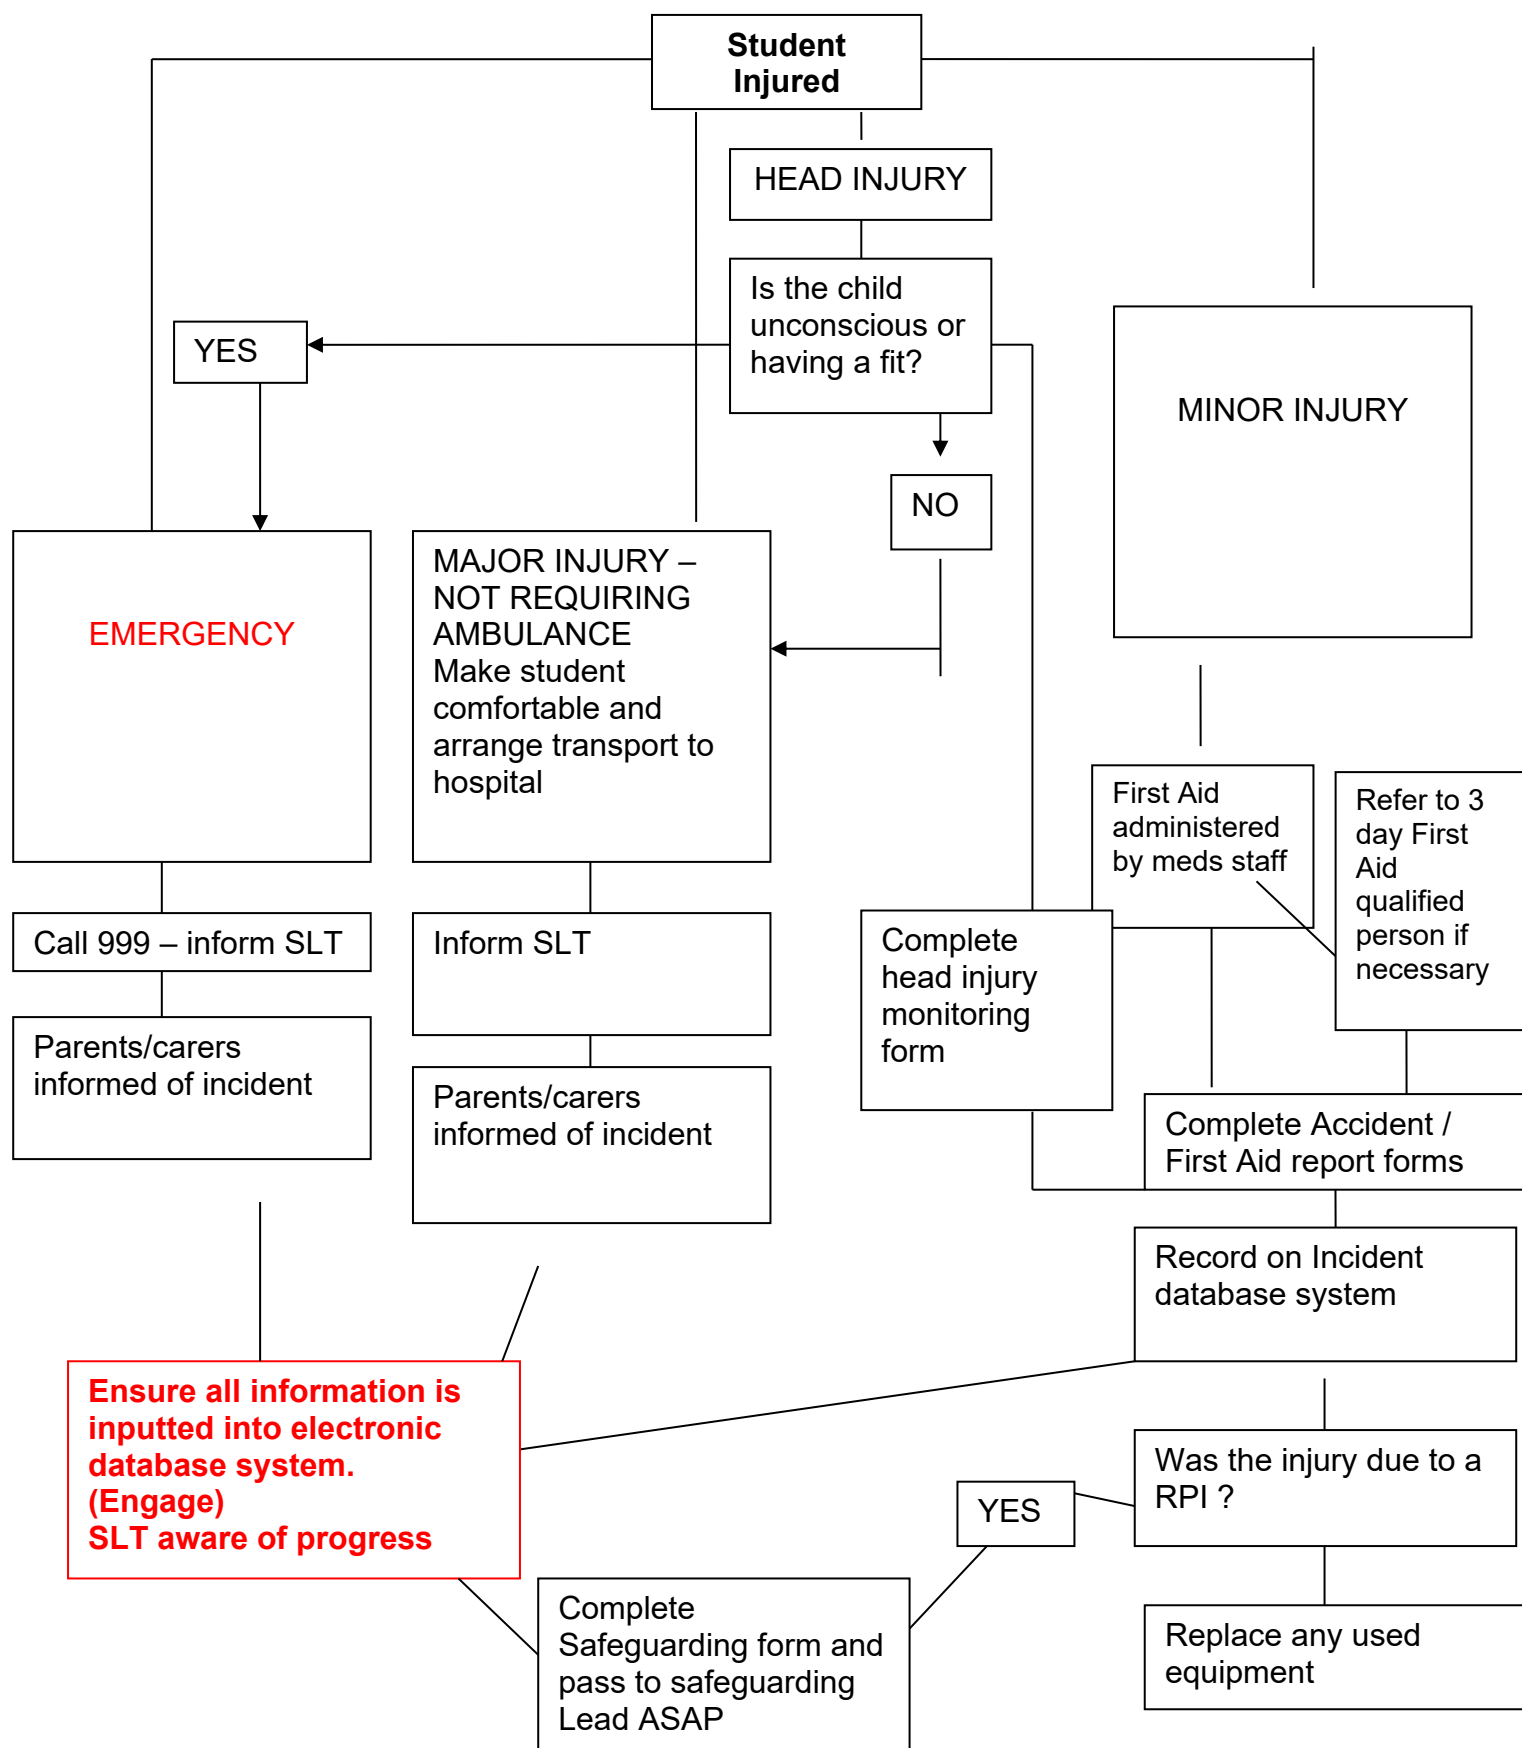 Student
Injured
HEAD INJURY
Is the child
unconscious or
having a fit?
YES
MINOR INJURY
NO
EMERGENCY
MAJOR INJURY –
NOT REQUIRING
AMBULANCE
Make student
comfortable and
arrange transport to
hospital
First Aid
administered
by meds staff
Refer to 3
day First
Aid
qualified
person if
necessary
Call 999 – inform SLT
Inform SLT
Complete
head injury
monitoring
form
Parents/carers
informed of incident
Parents/carers
informed of incident
Complete Accident /
First Aid report forms
Record on Incident
database system
Ensure all information is
inputted into electronic
database system.
(Engage)
SLT aware of progress
Was the injury due to a
RPI ?
YES
Complete
Safeguarding form and
pass to safeguarding
Lead ASAP
Replace any used
equipment